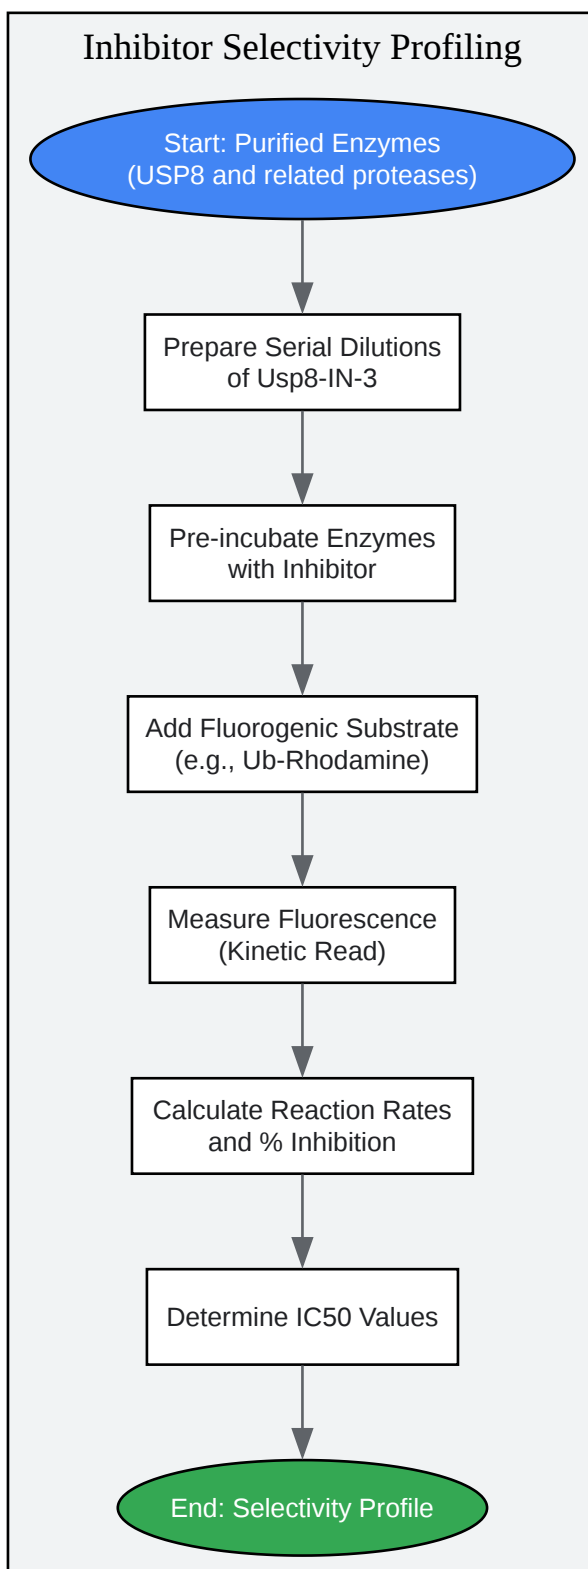 Inhibitor Selectivity Profiling
Start: Purified Enzymes
(USP8 and related proteases)
Prepare Serial Dilutions
of Usp8-IN-3
Pre-incubate Enzymes
with Inhibitor
Add Fluorogenic Substrate
(e.g., Ub-Rhodamine)
Measure Fluorescence
(Kinetic Read)
Calculate Reaction Rates
and % Inhibition
Determine IC50 Values
End: Selectivity Profile